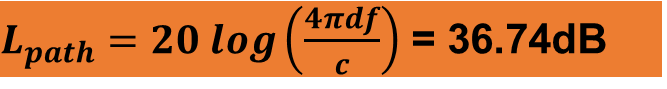 L_path = 20 log(4πdf/c) = 36.74dB